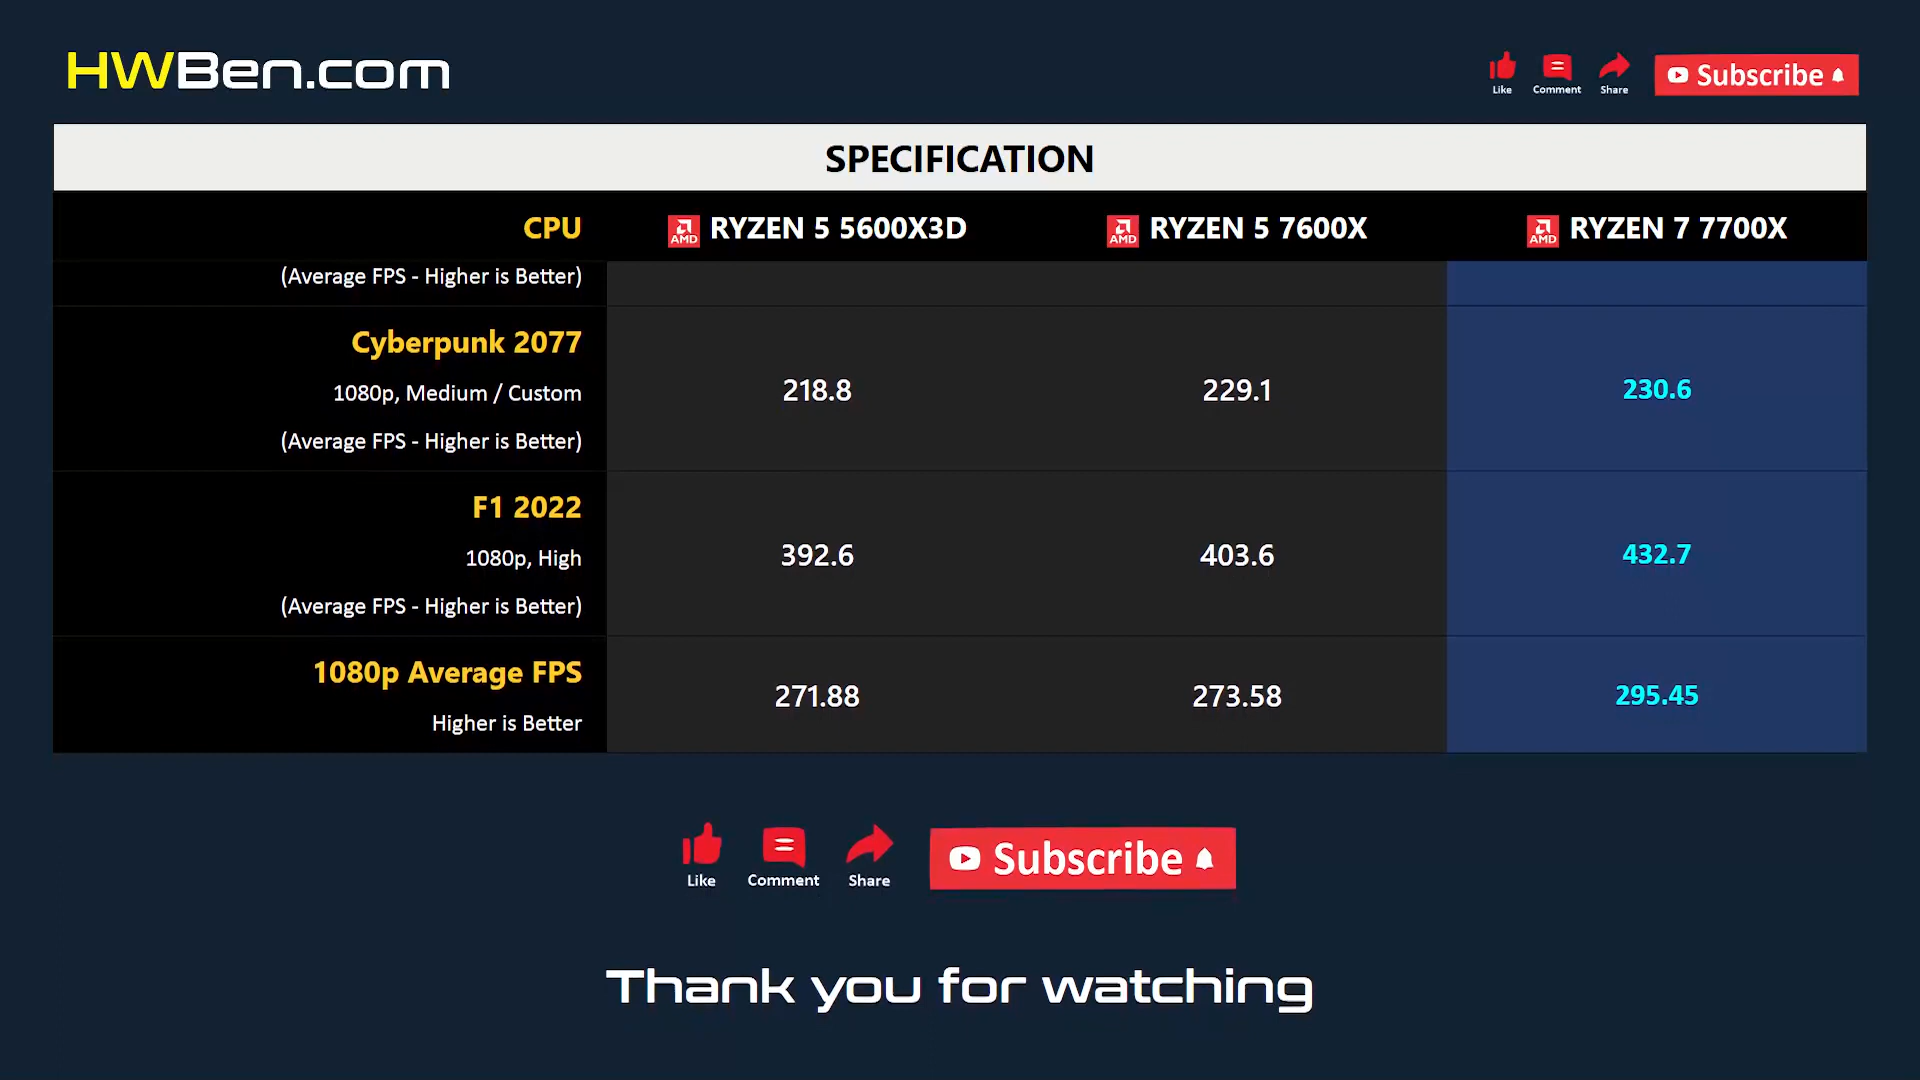 HWBen.com
Like Comment Share Subscribe
SPECIFICATION
CPU AMD RYZEN 5 5600X3D AMD RYZEN 5 7600X AMD RYZEN 7 7700X
(Average FPS - Higher is Better)
Cyberpunk 2077
1080p, Medium / Custom 218.8 229.1 230.6
(Average FPS - Higher is Better)
F1 2022
1080p, High 392.6 403.6 432.7
(Average FPS - Higher is Better)
1080p Average FPS 271.88 273.58 295.45
Higher is Better
Like Comment Share Subscribe
Thank you for watching